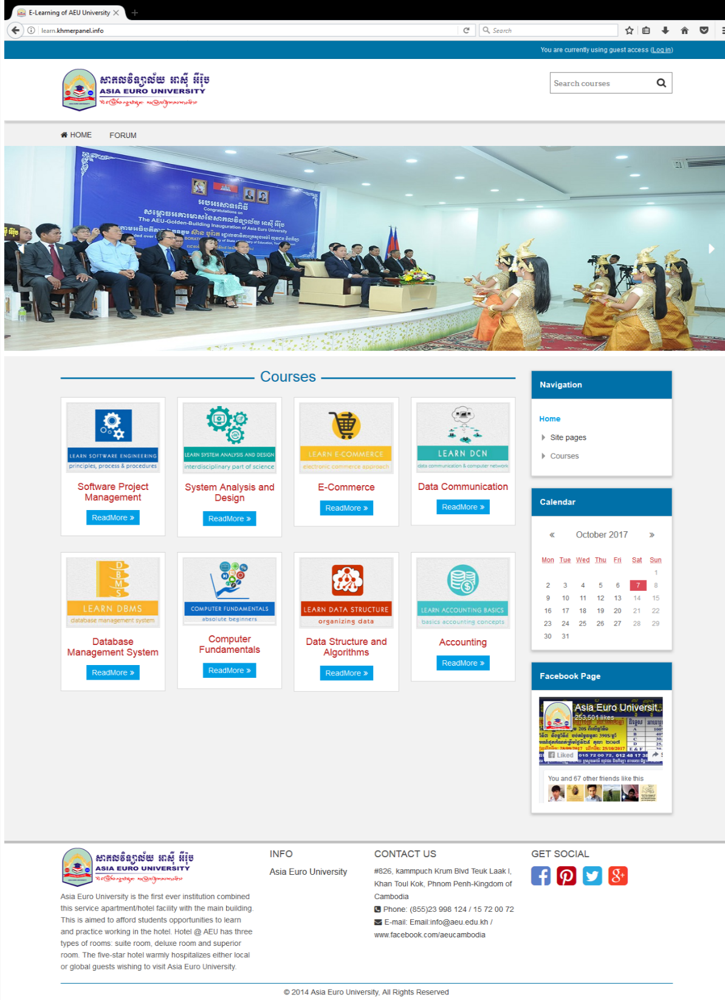 E-Learning of AEU University
learn.khmerpanel.info
Search
You are currently using guest access (Log in)
សាកលវិទ្យាល័យ អាស៊ី អឺរ៉ុប
ASIA EURO UNIVERSITY
Search courses
HOME FORUM
Congratulations on
The AEU-Golden-Building Inauguration of Asia Euro University
Courses
LEARN SOFTWARE ENGINEERING
principles, process & procedures
Software Project
Management
ReadMore »
LEARN SYSTEM ANALYSIS AND DESIGN
interdisciplinary part of science
System Analysis and
Design
ReadMore »
LEARN E-COMMERCE
electronic commerce approach
E-Commerce
ReadMore »
LEARN DCN
data communication & computer network
Data Communication
ReadMore »
DBMS
LEARN DBMS
database management system
Database
Management System
ReadMore »
COMPUTER FUNDAMENTALS
absolute beginners
Computer
Fundamentals
ReadMore »
LEARN DATA STRUCTURE
organizing data
Data Structure and
Algorithms
ReadMore »
LEARN ACCOUNTING BASICS
basics accounting concepts
Accounting
ReadMore »
Navigation
Home
Site pages
Courses
Calendar
« October 2017 »
Mon Tue Wed Thu Fri Sat Sun
1
2 3 4 5 6 7 8
9 10 11 12 13 14 15
16 17 18 19 20 21 22
23 24 25 26 27 28 29
30 31
Facebook Page
Asia Euro Universit...
253,501 likes
Liked
015 72 00 72, 012 48 17 38
You and 67 other friends like this
សាកលវិទ្យាល័យ អាស៊ី អឺរ៉ុប
ASIA EURO UNIVERSITY
Asia Euro University is the first ever institution combined
this service apartment/hotel facility with the main building.
This is aimed to afford students opportunities to learn
and practice working in the hotel. Hotel @ AEU has three
types of rooms: suite room, deluxe room and superior
room. The five-star hotel warmly hospitalizes either local
or global guests wishing to visit Asia Euro University.
INFO
Asia Euro University
CONTACT US
#826, kammpuch Krum Blvd Teuk Laak I,
Khan Toul Kok, Phnom Penh-Kingdom of
Cambodia
Phone: (855)23 998 124 / 15 72 00 72
E-mail: Email:info@aeu.edu.kh /
www.facebook.com/aeucambodia
GET SOCIAL
© 2014 Asia Euro University, All Rights Reserved